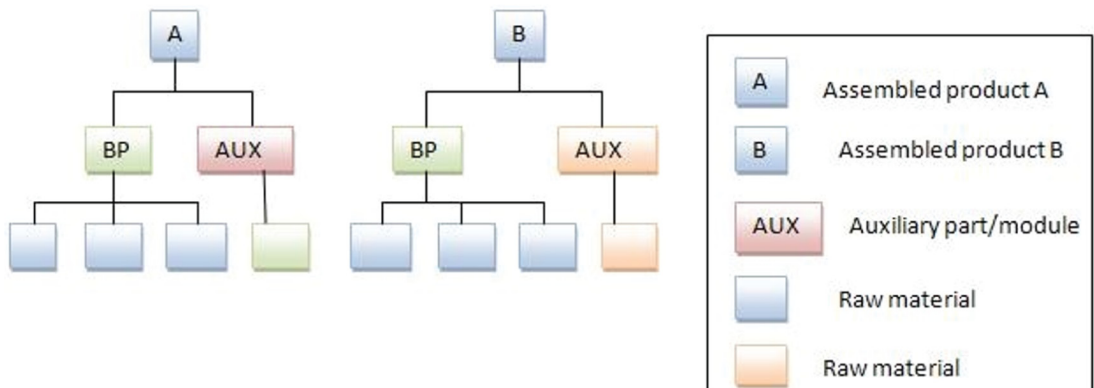 A
B
BP
AUX
BP
AUX
A Assembled product A
B Assembled product B
AUX Auxiliary part/module
Raw material
Raw material